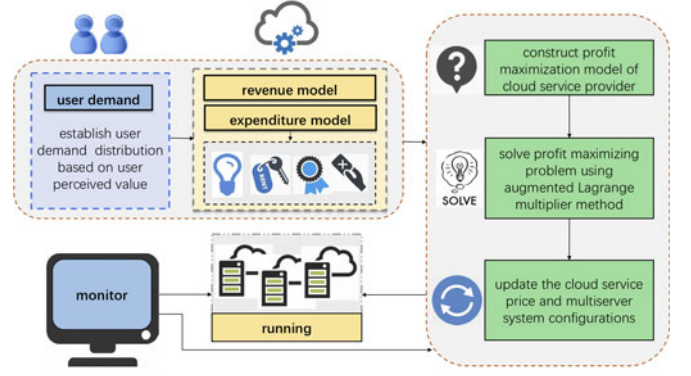 user demand
establish user
demand distribution
based on user
perceived value
revenue model
expenditure model
RENT
construct profit
maximization model of
cloud service provider
solve profit maximizing
problem using
augmented Lagrange
multiplier method
SOLVE
update the cloud service
price and multiserver
system configurations
monitor
running